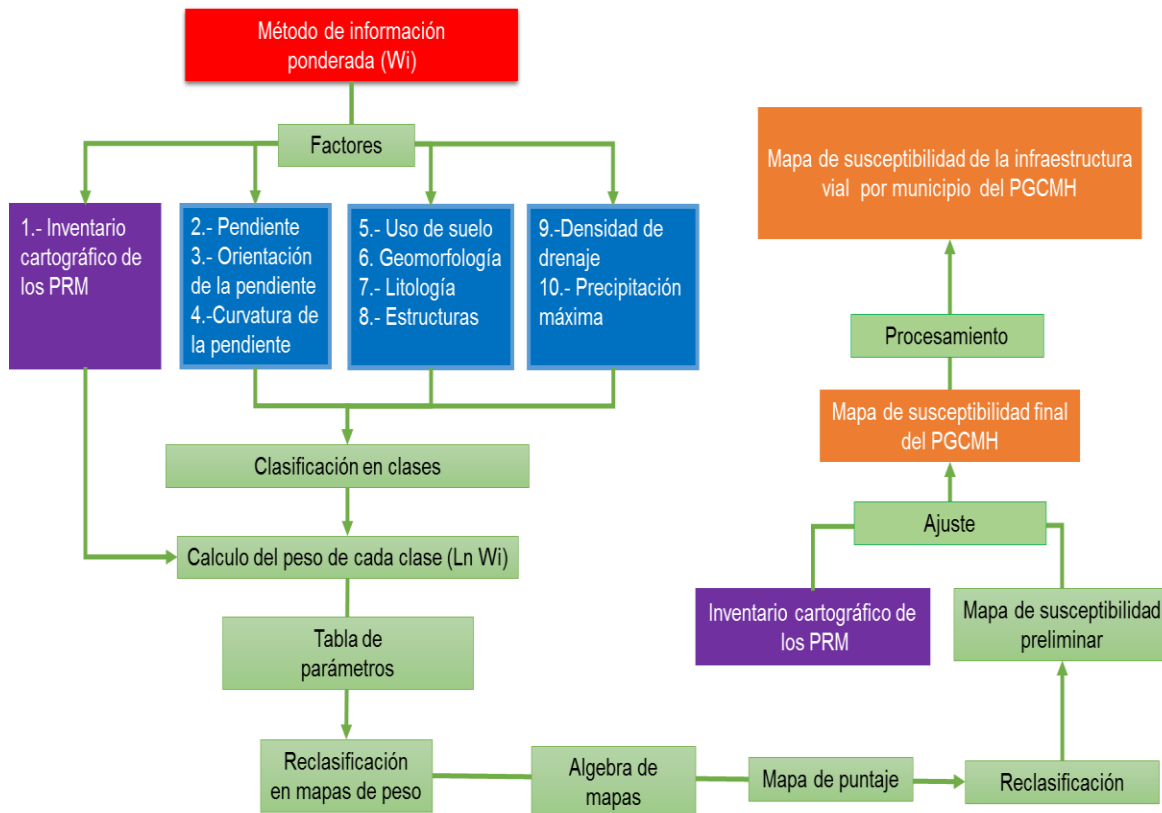 Método de información
ponderada (Wi)
Factores
1.- Inventario
cartográfico de
los PRM
2.- Pendiente
3.- Orientación
de la pendiente
4.-Curvatura de
la pendiente
5.- Uso de suelo
6. Geomorfología
7.- Litología
8.- Estructuras
9.-Densidad de
drenaje
10.- Precipitación
máxima
Clasificación en clases
Calculo del peso de cada clase (Ln Wi)
Tabla de
parámetros
Reclasificación
en mapas de peso
Algebra de
mapas
Mapa de puntaje
Reclasificación
Mapa de susceptibilidad
preliminar
Inventario cartográfico de
los PRM
Ajuste
Mapa de susceptibilidad final
del PGCMH
Procesamiento
Mapa de susceptibilidad de la infraestructura
vial por municipio del PGCMH